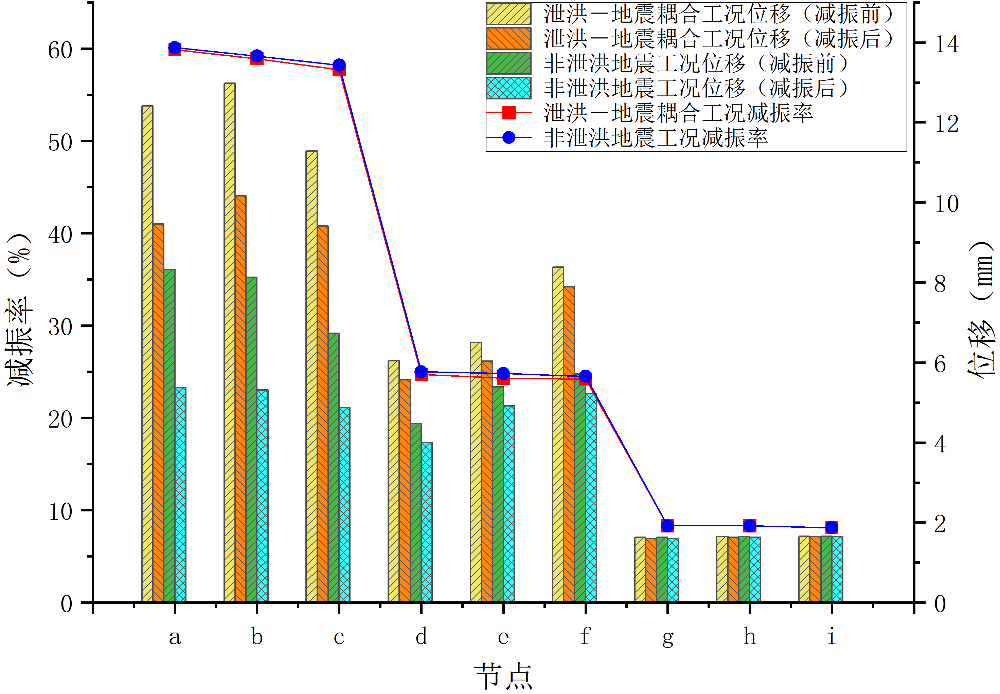 泄洪－地震耦合工况位移（减振前）
泄洪－地震耦合工况位移（减振后）
非泄洪地震工况位移（减振前）
非泄洪地震工况位移（减振后）
泄洪－地震耦合工况减振率
非泄洪地震工况减振率
减振率（%）
60
50
40
30
20
10
0
14
12
10
8
6
4
2
0
位移（mm）
a b c d e f g h i
节点